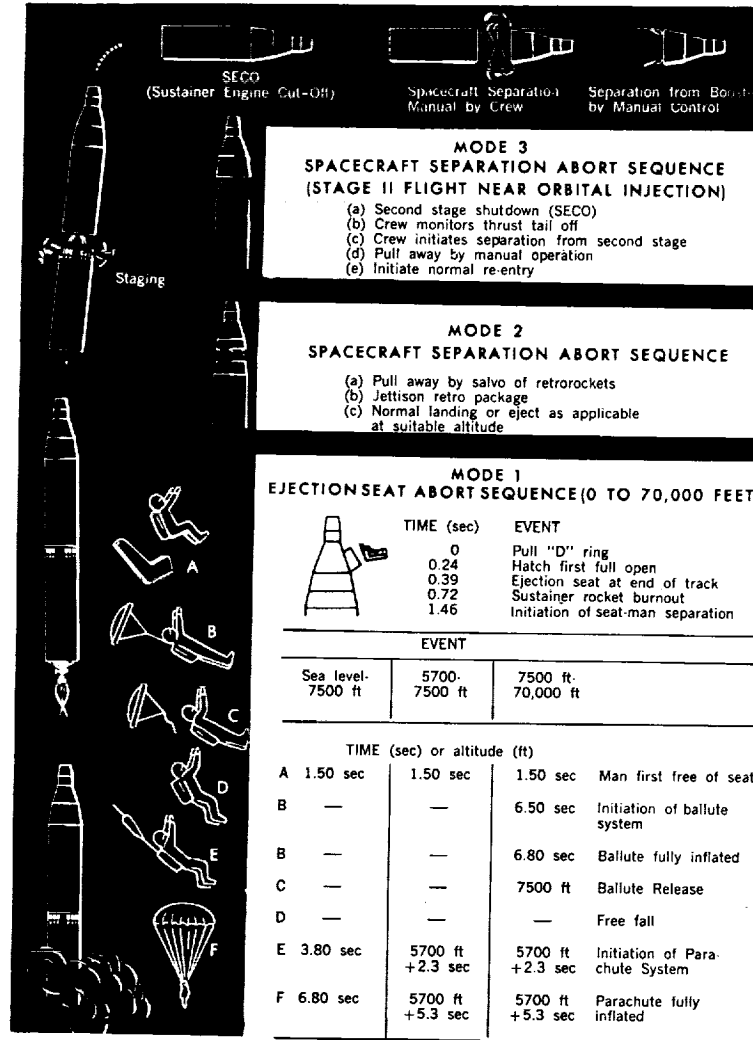 SECO
(Sustainer Engine Cut-Off)
Spacecraft Separation
Manual by Crew
Separation from Boost-
by Manual Control
Staging
MODE 3
SPACECRAFT SEPARATION ABORT SEQUENCE
(STAGE II FLIGHT NEAR ORBITAL INJECTION)
(a) Second stage shutdown (SECO)
(b) Crew monitors thrust tail off
(c) Crew initiates separation from second stage
(d) Pull away by manual operation
(e) Initiate normal re-entry
MODE 2
SPACECRAFT SEPARATION ABORT SEQUENCE
(a) Pull away by salvo of retrorockets
(b) Jettison retro package
(c) Normal landing or eject as applicable
at suitable altitude
MODE 1
EJECTION SEAT ABORT SEQUENCE (0 TO 70,000 FEET
TIME (sec) EVENT
0 Pull "D" ring
0.24 Hatch first full open
0.39 Ejection seat at end of track
0.72 Sustainer rocket burnout
1.46 Initiation of seat-man separation
A
B
C
D
E
F
EVENT
Sea level- 5700- 7500 ft-
7500 ft 7500 ft 70,000 ft
TIME (sec) or altitude (ft)
A 1.50 sec 1.50 sec 1.50 sec Man first free of seat
B — — 6.50 sec Initiation of ballute
system
B — — 6.80 sec Ballute fully inflated
C — — 7500 ft Ballute Release
D — — — Free fall
E 3.80 sec 5700 ft 5700 ft Initiation of Para-
+2.3 sec +2.3 sec chute System
F 6.80 sec 5700 ft 5700 ft Parachute fully
+5.3 sec +5.3 sec inflated